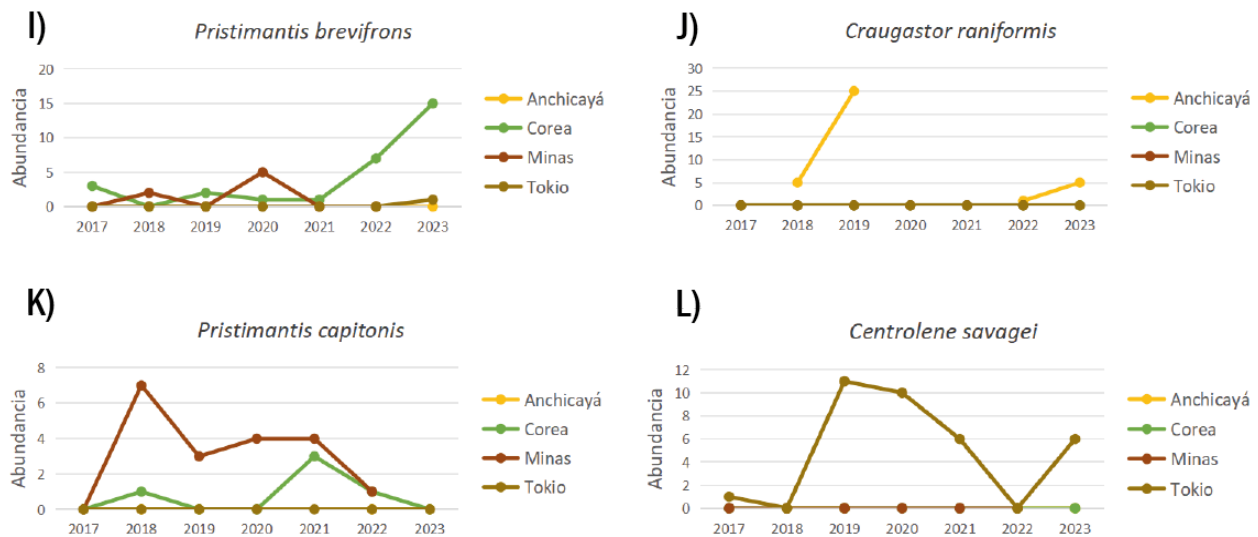 I)
Pristimantis brevifrons
Abundancia
20
15
10
5
0
2017 2018 2019 2020 2021 2022 2023
Anchicayá
Corea
Minas
Tokio
J)
Craugastor raniformis
Abundancia
30
25
20
15
10
5
0
2017 2018 2019 2020 2021 2022 2023
Anchicayá
Corea
Minas
Tokio
K)
Pristimantis capitonis
Abundancia
8
6
4
2
0
2017 2018 2019 2020 2021 2022 2023
Anchicayá
Corea
Minas
Tokio
L)
Centrolene savagei
Abundancia
12
10
8
6
4
2
0
2017 2018 2019 2020 2021 2022 2023
Anchicayá
Corea
Minas
Tokio